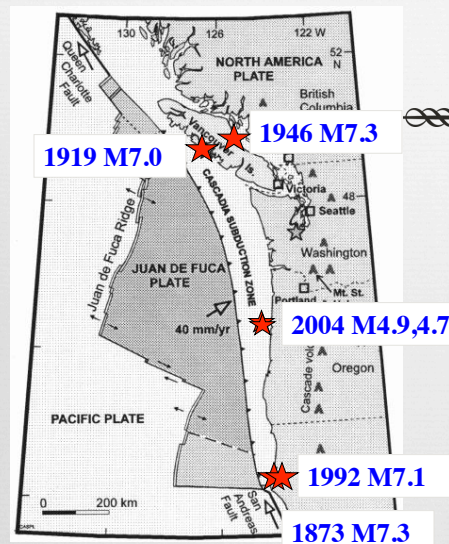 130
126
122 W
52
N
NORTH AMERICA
PLATE
Queen
Charlotte
Fault
British
Columbia
1946 M7.3
1919 M7.0
Vancouver
Is.
Victoria
48
Seattle
CASCADIA SUBDUCTION ZONE
Juan de Fuca Ridge
Washington
JUAN DE FUCA
PLATE
Mt. St.
Portland
40 mm/yr
2004 M4.9,4.7
Cascade
Oregon
PACIFIC PLATE
1992 M7.1
0
200 km
San
Andreas
Fault
1873 M7.3